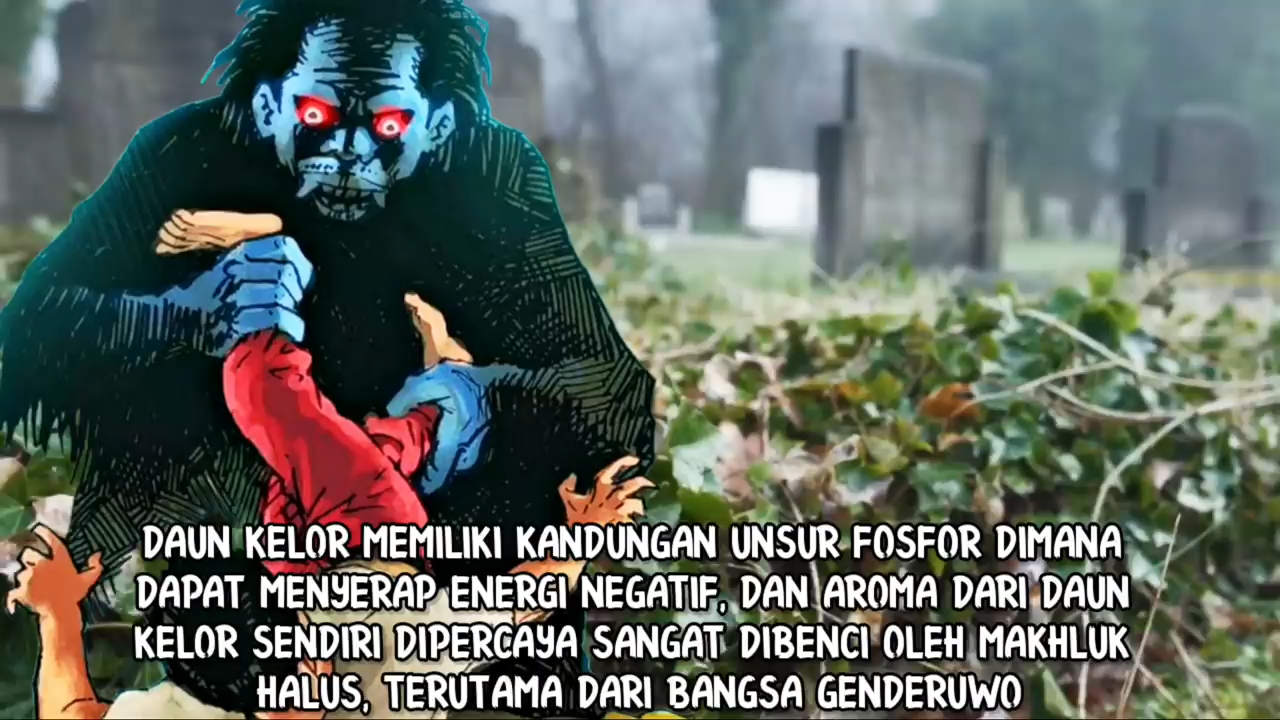 DAUN KELOR MEMILIKI KANDUNGAN UNSUR FOSFOR DIMANA
DAPAT MENYERAP ENERGI NEGATIF, DAN AROMA DARI DAUN
KELOR SENDIRI DIPERCAYA SANGAT DIBENCI OLEH MAKHLUK
HALUS, TERUTAMA DARI BANGSA GENDERUWO